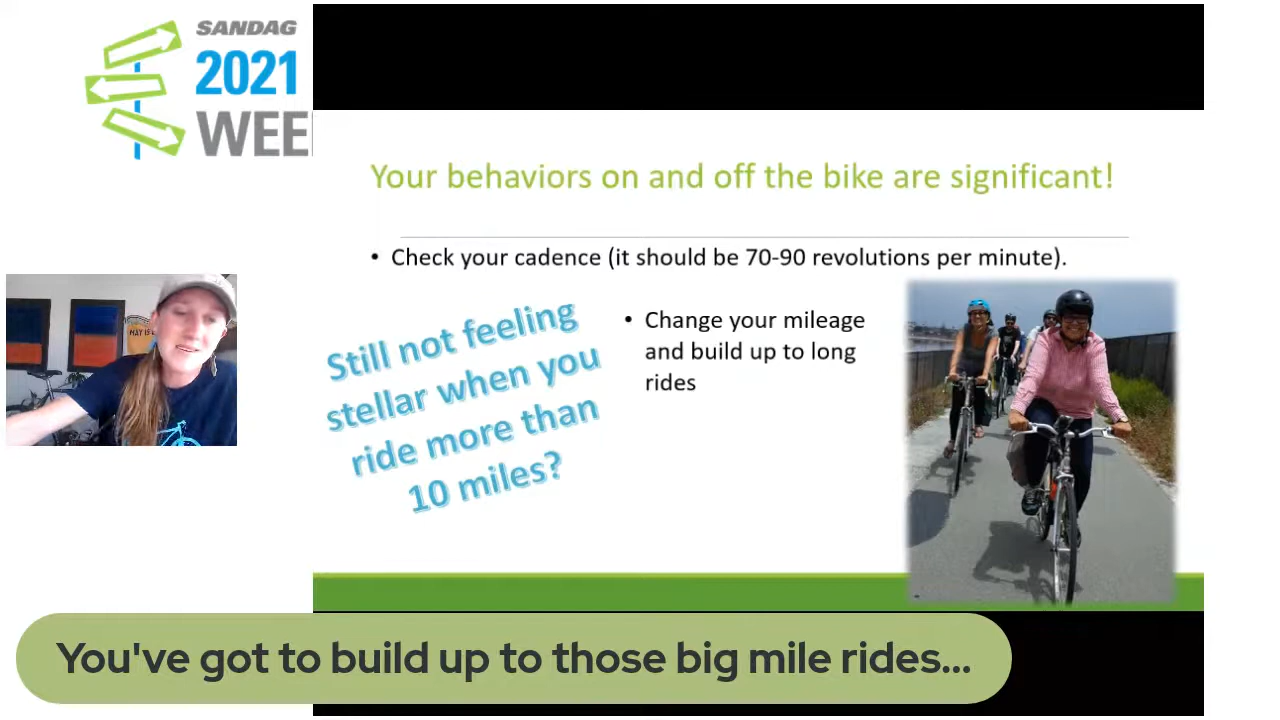 SANDAG
2021
WEE
Your behaviors on and off the bike are significant!
• Check your cadence (it should be 70-90 revolutions per minute).
Still not feeling
stellar when you
ride more than
10 miles?
• Change your mileage
and build up to long
rides
MAY IS
You've got to build up to those big mile rides...